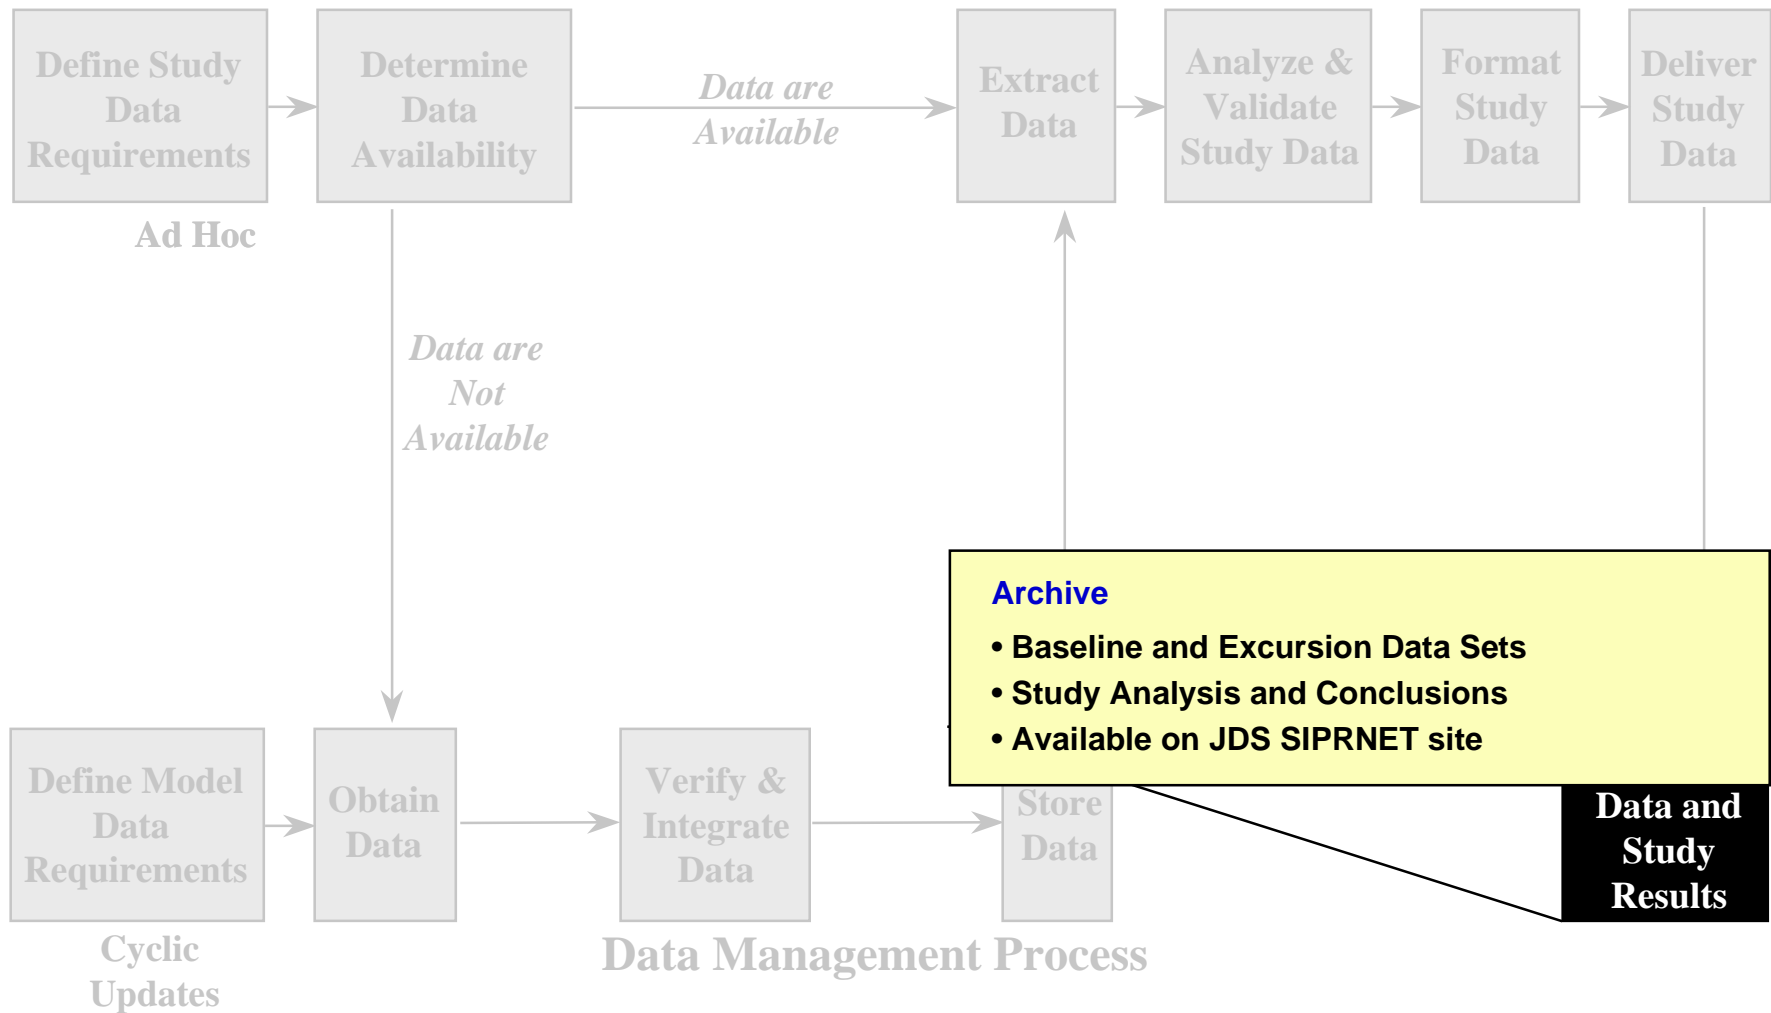 Define Study
Data
Requirements
Determine
Data
Availability
Data are
Available
Extract
Data
Analyze &
Validate
Study Data
Format
Study
Data
Deliver
Study
Data
Ad Hoc
Data are
Not
Available
Archive
• Baseline and Excursion Data Sets
• Study Analysis and Conclusions
• Available on JDS SIPRNET site
Define Model
Data
Requirements
Obtain
Data
Verify &
Integrate
Data
Store
Data
Data and
Study
Results
Cyclic
Updates
Data Management Process